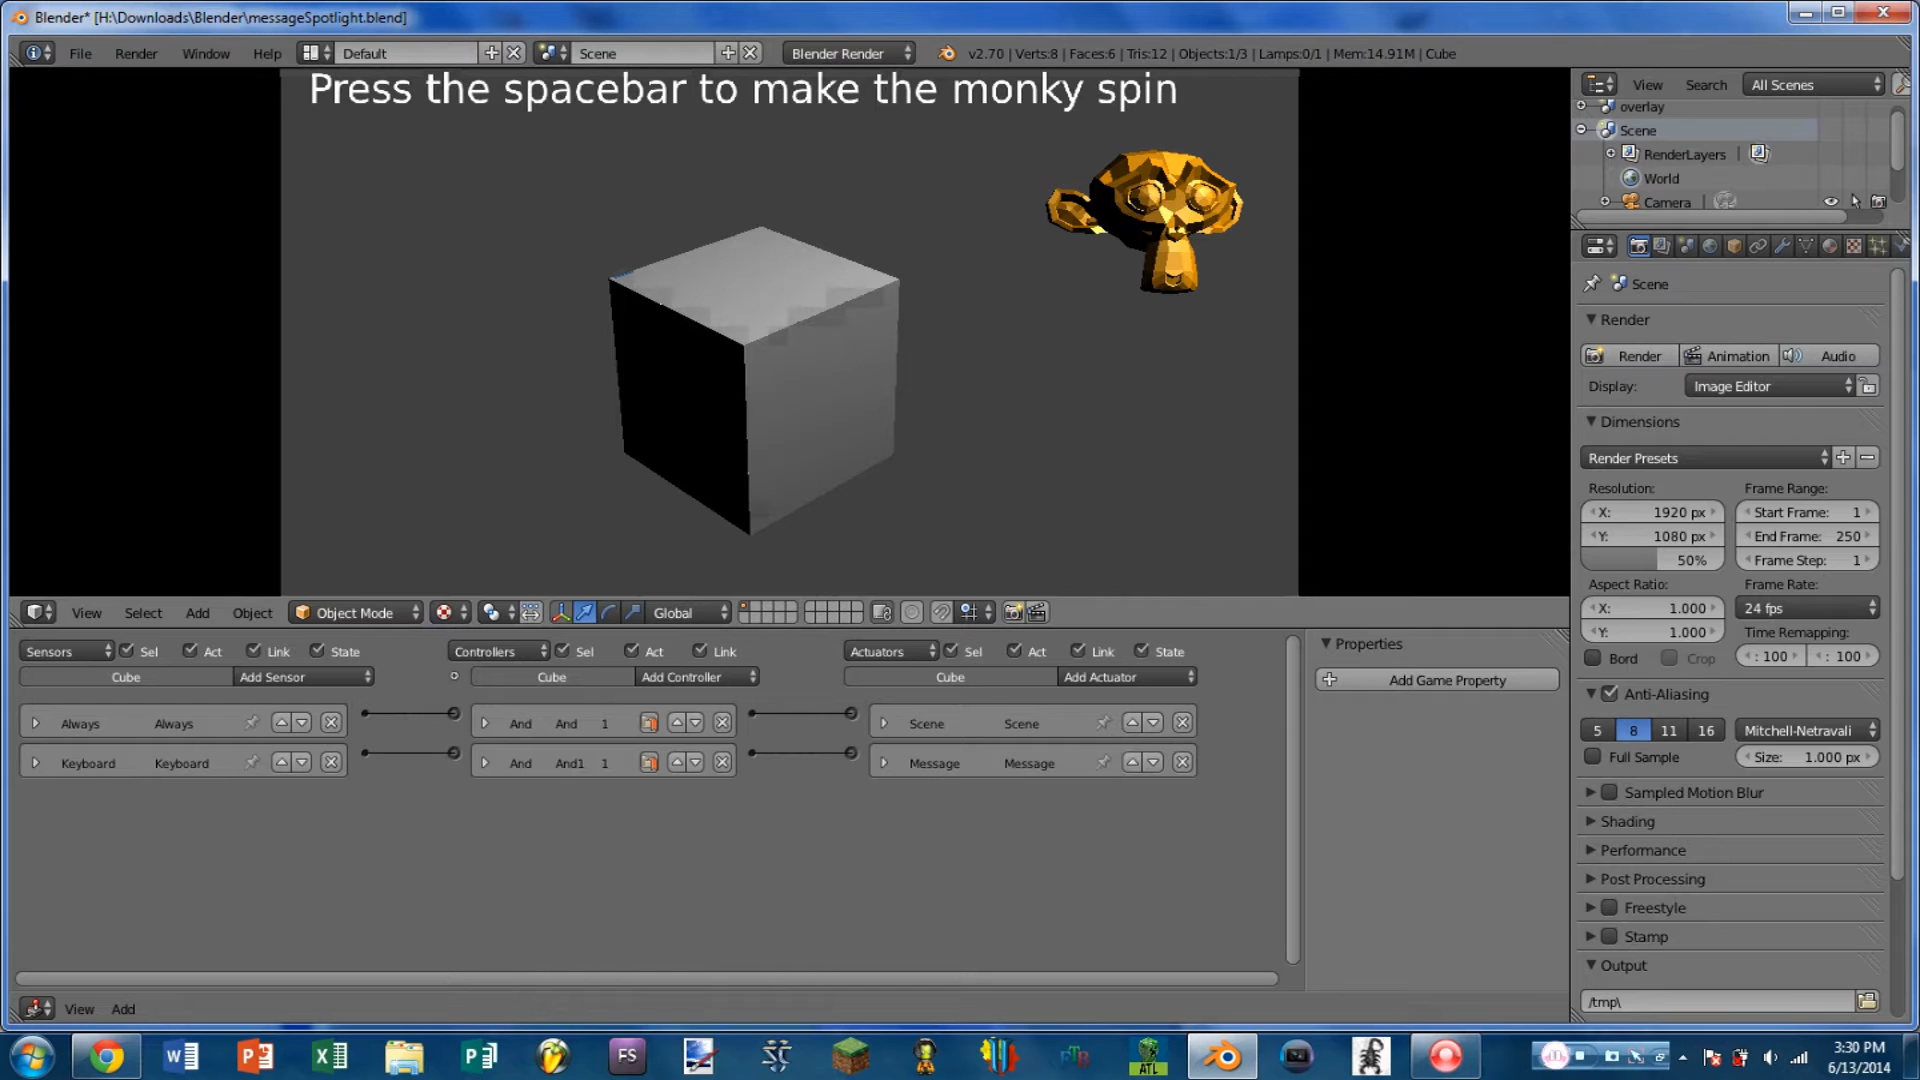 Blender* [H:\Downloads\Blender\messageSpotlight.blend]
File Render Window Help Default Scene Blender Render v2.70 | Verts:8 | Faces:6 | Tris:12 | Objects:1/3 | Lamps:0/1 | Mem:14.91M | Cube
Press the spacebar to make the monky spin
View Search All Scenes
overlay
Scene
RenderLayers
World
Camera
Scene
Render
Render Animation Audio
Display: Image Editor
Dimensions
Render Presets
Resolution: Frame Range:
X: 1920 px Start Frame: 1
Y: 1080 px End Frame: 250
50% Frame Step: 1
Aspect Ratio: Frame Rate:
X: 1.000 24 fps
Y: 1.000 Time Remapping:
Bord Crop : 100 : 100
Anti-Aliasing
5 8 11 16 Mitchell-Netravali
Full Sample Size: 1.000 px
Sampled Motion Blur
Shading
Performance
Post Processing
Freestyle
Stamp
Output
/tmp\
View Select Add Object Object Mode Global
Sensors Sel Act Link State Controllers Sel Act Link Actuators Sel Act Link State
Cube Add Sensor Cube Add Controller Cube Add Actuator
Always Always And And 1 Scene Scene
Keyboard Keyboard And And1 1 Message Message
Properties
Add Game Property
View Add
FS
FTB
ATL
3:30 PM
6/13/2014